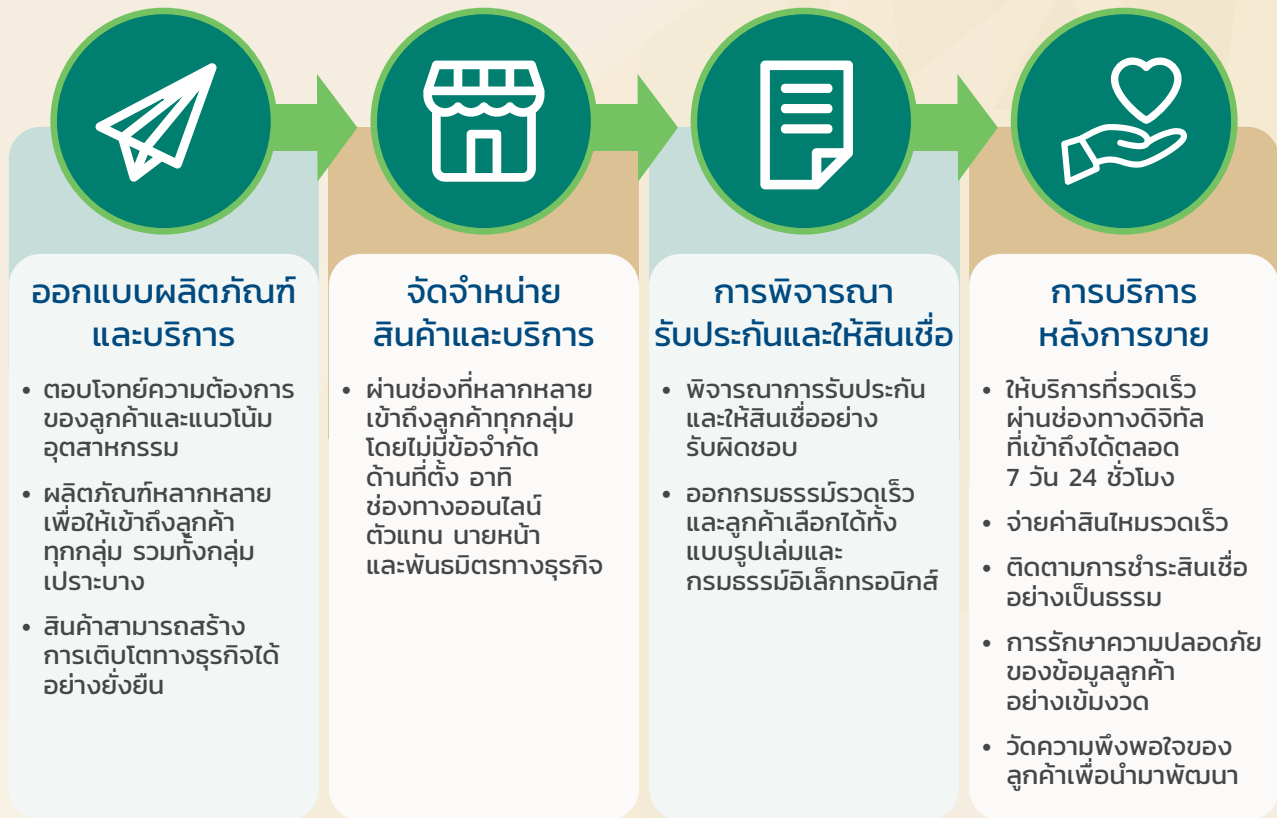 ออกแบบผลิตภัณฑ์
และบริการ
• ตอบโจทย์ความต้องการ
ของลูกค้าและแนวโน้ม
อุตสาหกรรม
• ผลิตภัณฑ์หลากหลาย
เพื่อให้เข้าถึงลูกค้า
ทุกกลุ่ม รวมทั้งกลุ่ม
เปราะบาง
• สินค้าสามารถสร้าง
การเติบโตทางธุรกิจได้
อย่างยั่งยืน
จัดจำหน่าย
สินค้าและบริการ
• ผ่านช่องที่หลากหลาย
เข้าถึงลูกค้าทุกกลุ่ม
โดยไม่มีข้อจำกัด
ด้านที่ตั้ง อาทิ
ช่องทางออนไลน์
ตัวแทน นายหน้า
และพันธมิตรทางธุรกิจ
การพิจารณา
รับประกันและให้สินเชื่อ
• พิจารณาการรับประกัน
และให้สินเชื่ออย่าง
รับผิดชอบ
• ออกกรมธรรม์รวดเร็ว
และลูกค้าเลือกได้ทั้ง
แบบรูปเล่มและ
กรมธรรม์อิเล็กทรอนิกส์
การบริการ
หลังการขาย
• ให้บริการที่รวดเร็ว
ผ่านช่องทางดิจิทัล
ที่เข้าถึงได้ตลอด
7 วัน 24 ชั่วโมง
• จ่ายค่าสินไหมรวดเร็ว
• ติดตามการชำระสินเชื่อ
อย่างเป็นธรรม
• การรักษาความปลอดภัย
ของข้อมูลลูกค้า
อย่างเข้มงวด
• วัดความพึงพอใจของ
ลูกค้าเพื่อนำมาพัฒนา